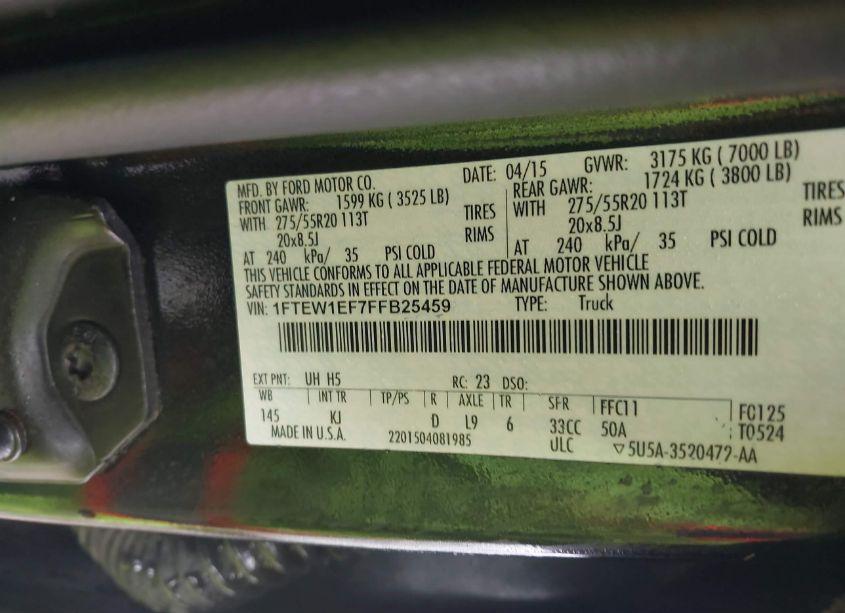 MFD. BY FORD MOTOR CO. DATE: 04/15 GVWR: 3175 KG ( 7000 LB)
FRONT GAWR: 1599 KG ( 3525 LB) REAR GAWR: 1724 KG ( 3800 LB)
WITH 275/55R20 113T TIRES WITH 275/55R20 113T TIRES
20x8.5J RIMS 20x8.5J RIMS
AT 240 kPa/ 35 PSI COLD AT 240 kPa/ 35 PSI COLD
THIS VEHICLE CONFORMS TO ALL APPLICABLE FEDERAL MOTOR VEHICLE
SAFETY STANDARDS IN EFFECT ON THE DATE OF MANUFACTURE SHOWN ABOVE.
VIN: 1FTEW1EF7FFB25459 TYPE: Truck
EXT PNT: UH H5 RC: 23 DSO:
WB INT TR TP/PS R AXLE TR SFR FFC11 FC125
145 KJ D L9 6 33CC 50A T0524
MADE IN U.S.A. 2201504081985 ULC ▽5U5A-3520472-AA